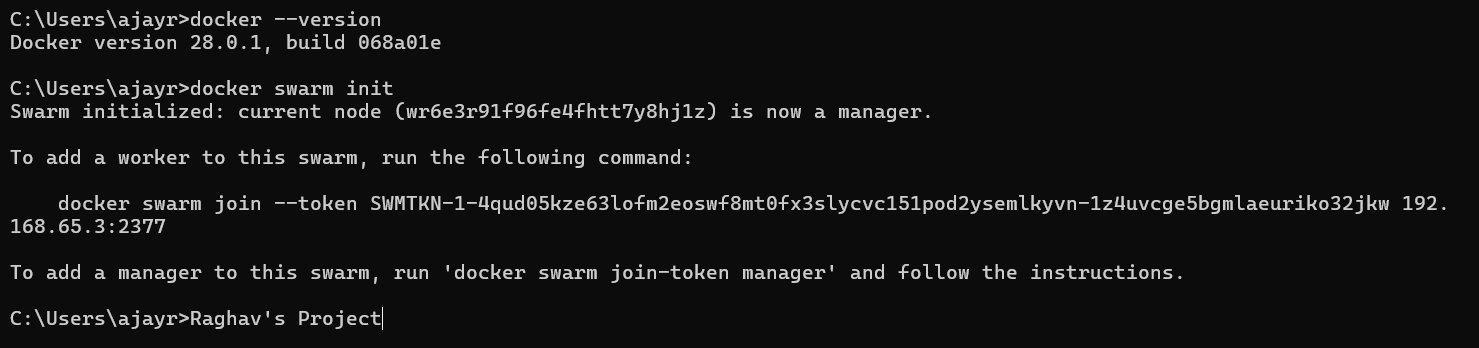 C:\Users\ajayr>docker --version
Docker version 28.0.1, build 068a01e
C:\Users\ajayr>docker swarm init
Swarm initialized: current node (wr6e3r91f96fe4fhtt7y8hj1z) is now a manager.
To add a worker to this swarm, run the following command:
docker swarm join --token SWMTKN-1-4qud05kze63lofm2eoswf8mt0fx3slycvc151pod2ysemlkyvn-1z4uvcge5bgmlaeuriko32jkw 192.
168.65.3:2377
To add a manager to this swarm, run 'docker swarm join-token manager' and follow the instructions.
C:\Users\ajayr>Raghav's Project